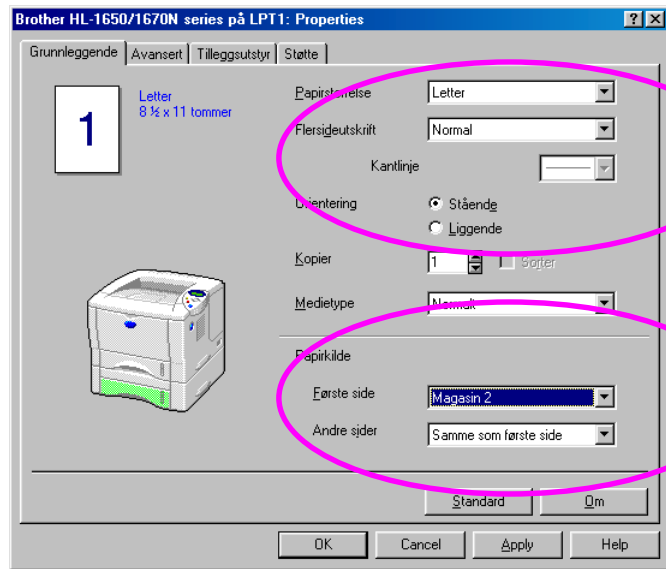 Brother HL-1650/1670N series på LPT1: Properties
Grunnleggende Avansert Tilleggsutstyr Støtte
1
Letter
8 ½ x 11 tommer
Papirstørrelse Letter
Flersideutskrift Normal
Kantlinje
Orientering Stående
Liggende
Kopier 1 Sorter
Medietype Normalt
Papirkilde
Første side Magasin 2
Andre sider Samme som første side
Standard Om
OK Cancel Apply Help